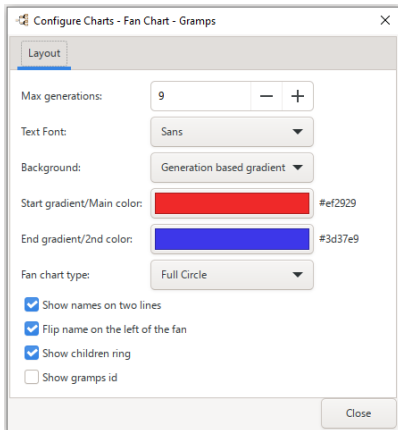 Configure Charts - Fan Chart - Gramps
Layout
Max generations: 9
Text Font: Sans
Background: Generation based gradient
Start gradient/Main color: #ef2929
End gradient/2nd color: #3d37e9
Fan chart type: Full Circle
Show names on two lines
Flip name on the left of the fan
Show children ring
Show gramps id
Close